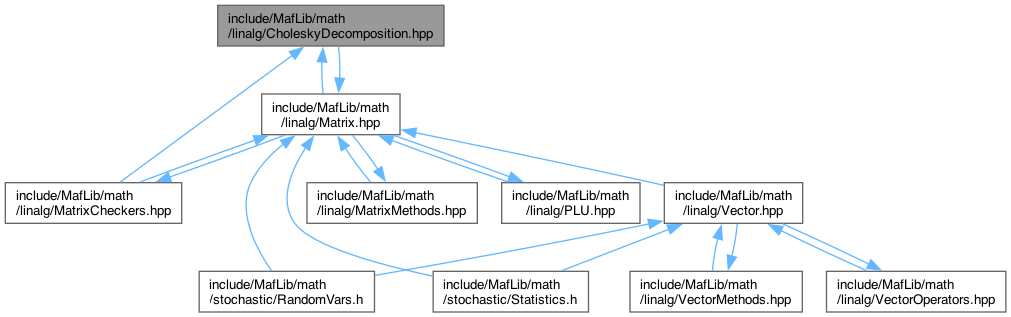 include/MafLib/math
/linalg/CholeskyDecomposition.hpp
include/MafLib/math
/linalg/Matrix.hpp
include/MafLib/math
/linalg/MatrixCheckers.hpp
include/MafLib/math
/linalg/MatrixMethods.hpp
include/MafLib/math
/linalg/PLU.hpp
include/MafLib/math
/linalg/Vector.hpp
include/MafLib/math
/stochastic/RandomVars.h
include/MafLib/math
/stochastic/Statistics.h
include/MafLib/math
/linalg/VectorMethods.hpp
include/MafLib/math
/linalg/VectorOperators.hpp